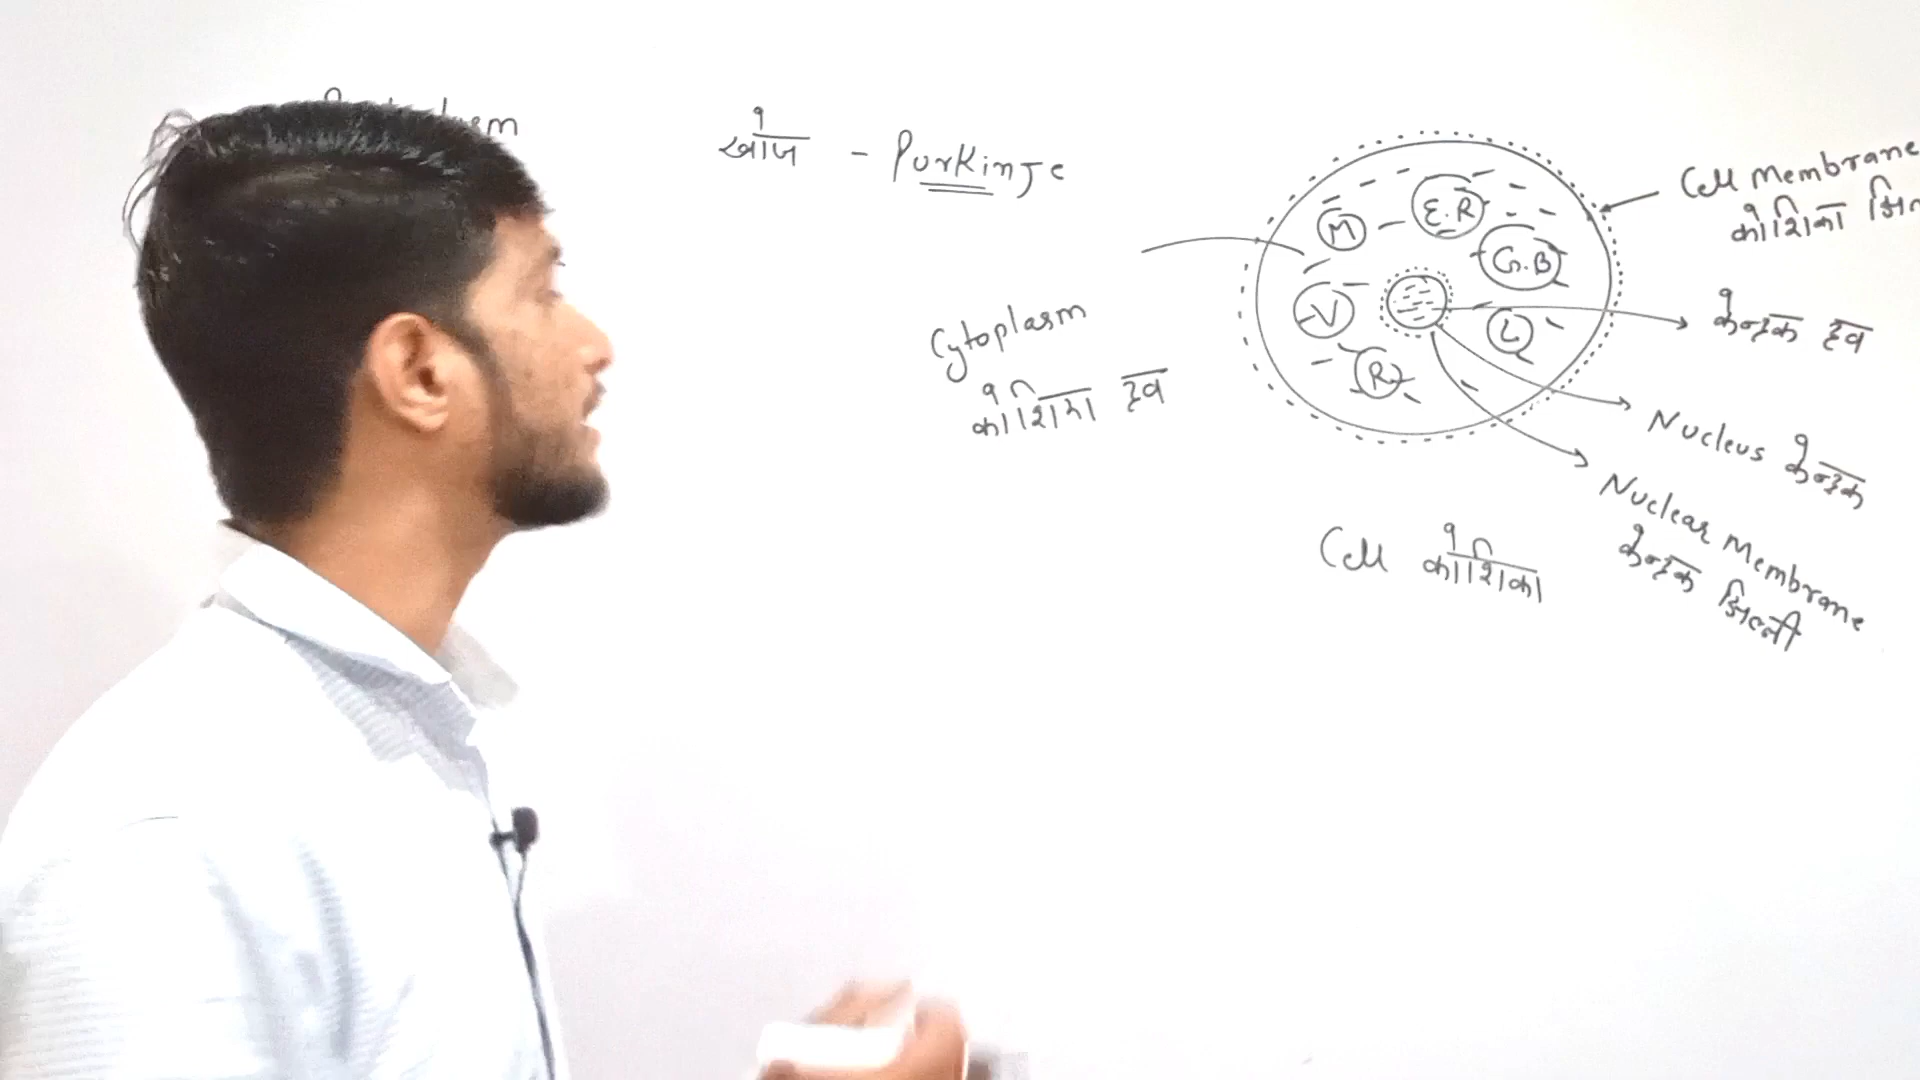 खोज - Purkinje
M
E.R
G.B
V
L
R
Cell Membrane
कोशिका
केन्द्रक द्रव
Cytoplasm
कोशिका द्रव
Nucleus केन्द्रक
Nuclear Membrane
केन्द्रक झिल्ली
Cell कोशिका